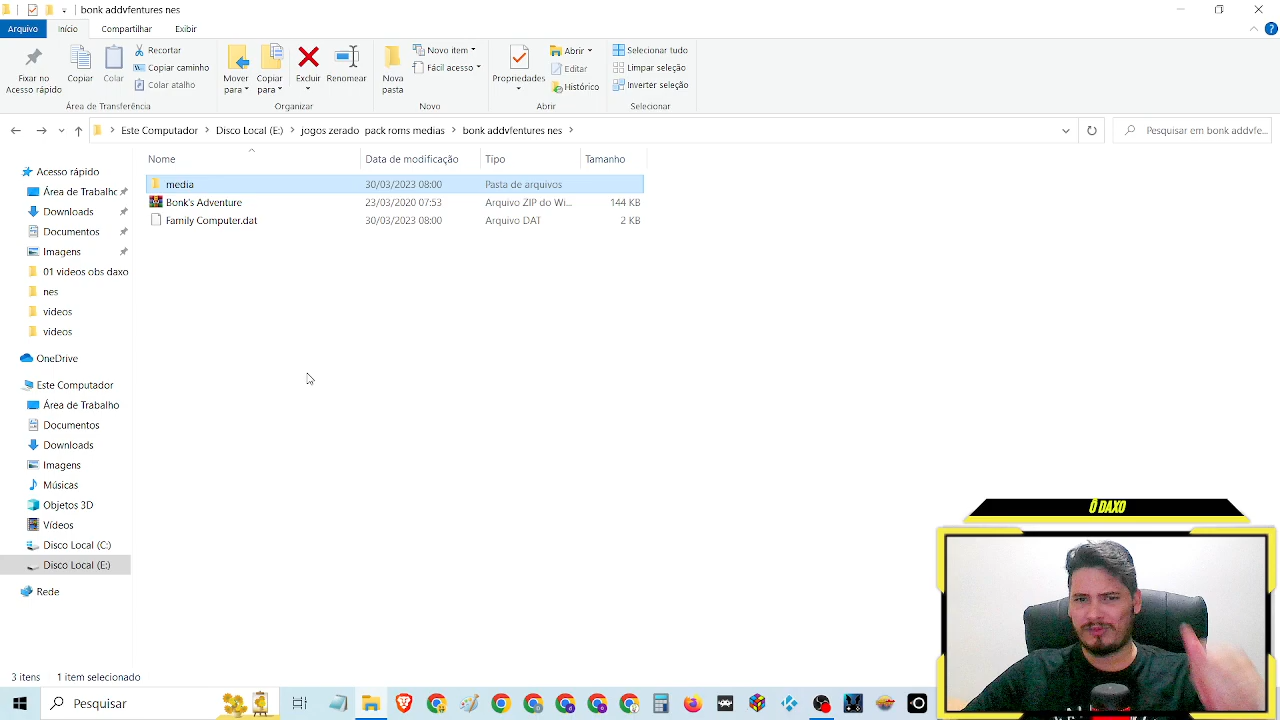 bonk addvfentures nes
Arquivo Início Compartilhar Exibir
Fixar no Acesso rápido
Copiar
Colar
Recortar
Copiar caminho
Colar atalho
Área de Transferência
Mover para
Copiar para
Excluir
Renomear
Organizar
Nova pasta
Novo item
Fácil acesso
Novo
Propriedades
Abrir
Editar
Histórico
Abrir
Selecionar tudo
Limpar seleção
Inverter seleção
Selecionar
Este Computador > Disco Local (E:) > jogos zerado pack roms medias > bonk addvfentures nes >
Pesquisar em bonk addvfe...
Nome Data de modificação Tipo Tamanho
media 30/03/2023 08:00 Pasta de arquivos
Bonk's Adventure 23/03/2020 07:53 Arquivo ZIP do Wi... 144 KB
Family Computer.dat 30/03/2023 08:00 Arquivo DAT 2 KB
Acesso rápido
Área de Trabalho
Downloads
Documentos
Imagens
01 videos obs daxo
nes
videos
videos
OneDrive
Este Computador
Área de Trabalho
Documentos
Downloads
Imagens
Músicas
Objetos 3D
Vídeos
Disco Local (C:)
Disco Local (E:)
Rede
Ô DAXO
3 itens 1 item selecionado
Pesquisar